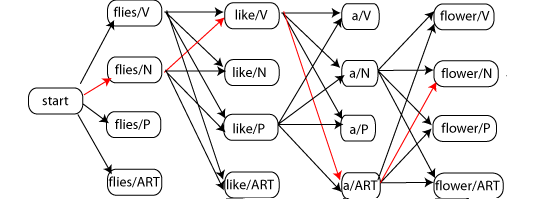 flies/V like/V a/V flower/V
flies/N like/N a/N flower/N
start
flies/P like/P a/P flower/P
flies/ART like/ART a/ART flower/ART